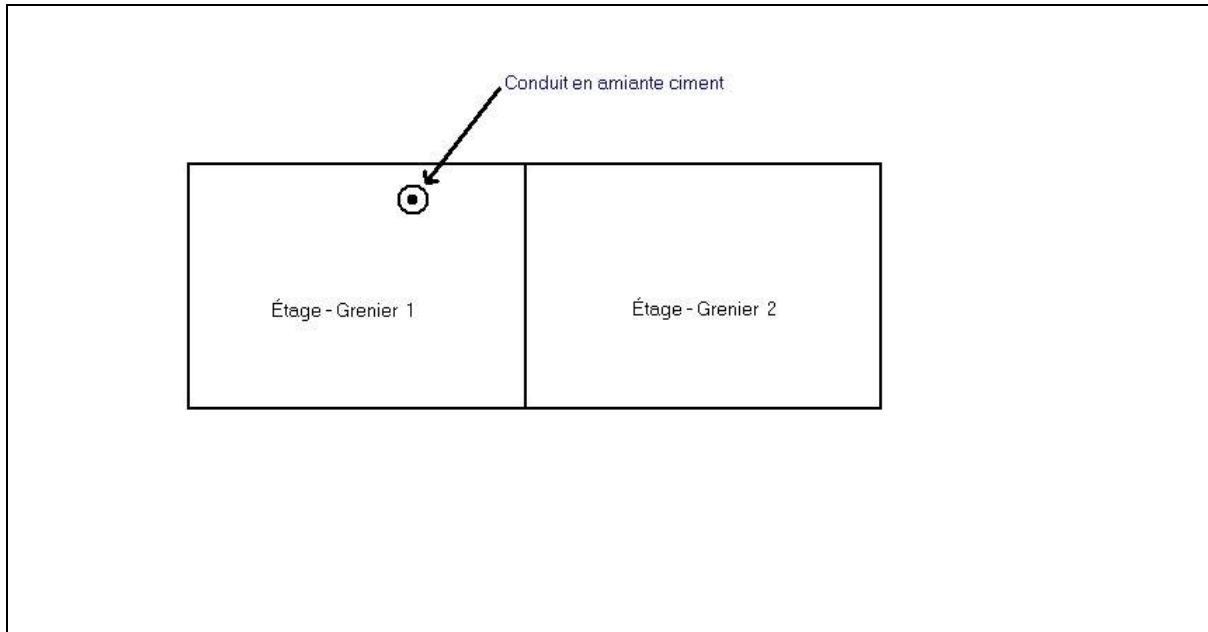 Conduit en amiante ciment
Étage - Grenier 1
Étage - Grenier 2